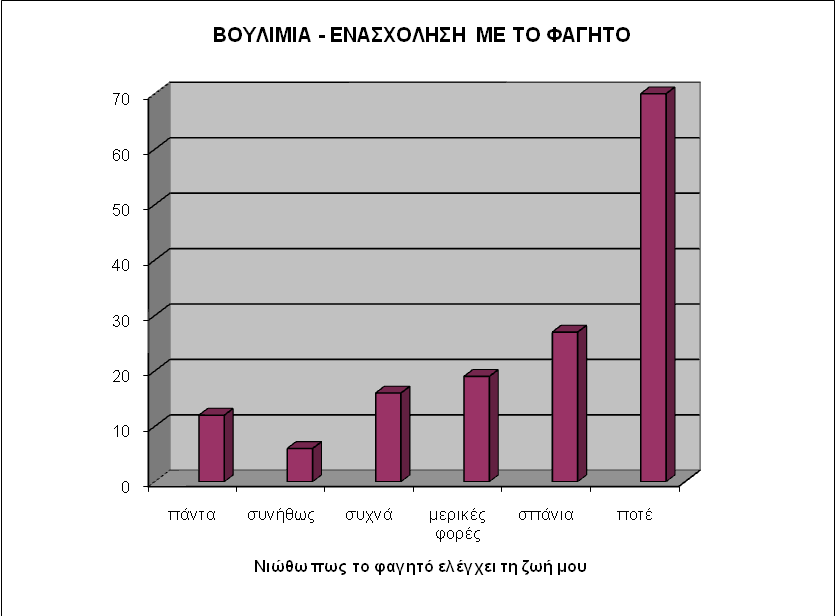 ΒΟΥΛΙΜΙΑ - ΕΝΑΣΧΟΛΗΣΗ ΜΕ ΤΟ ΦΑΓΗΤΟ
70
60
50
40
30
20
10
0
πάντα συνήθως συχνά μερικές φορές σπάνια ποτέ
Νιώθω πως το φαγητό ελέγχει τη ζωή μου